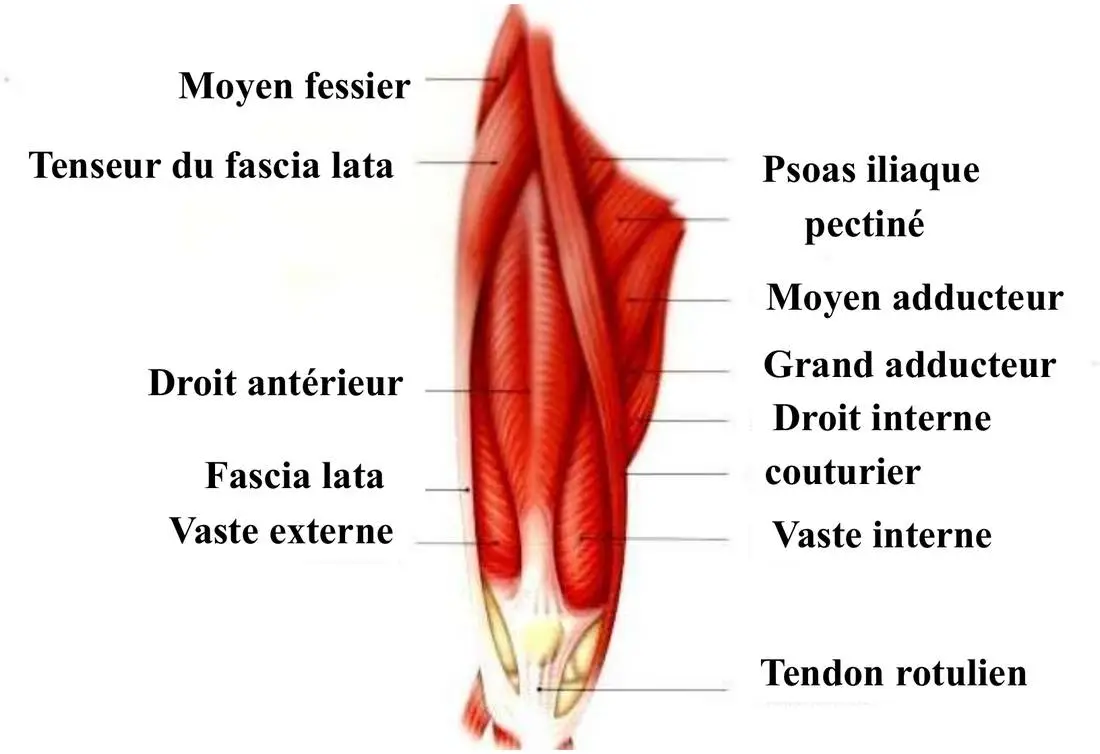 Moyen fessier
Tenseur du fascia lata
Droit antérieur
Fascia lata
Vaste externe
Psoas iliaque
pectiné
Moyen adducteur
Grand adducteur
Droit interne
couturier
Vaste interne
Tendon rotulien